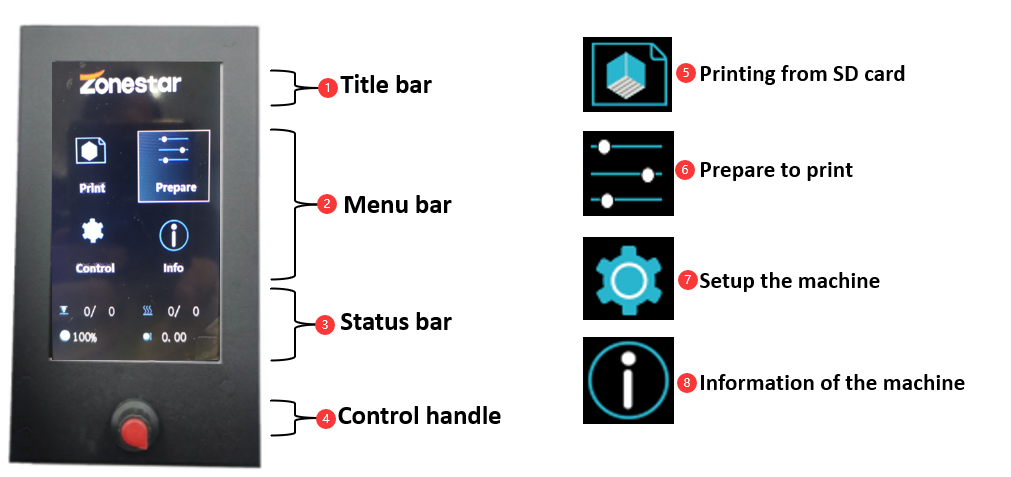 Zonestar
Print
Prepare
Control
Info
0/ 0
0/ 0
100%
0.00
1 Title bar
2 Menu bar
3 Status bar
4 Control handle
5 Printing from SD card
6 Prepare to print
7 Setup the machine
8 Information of the machine